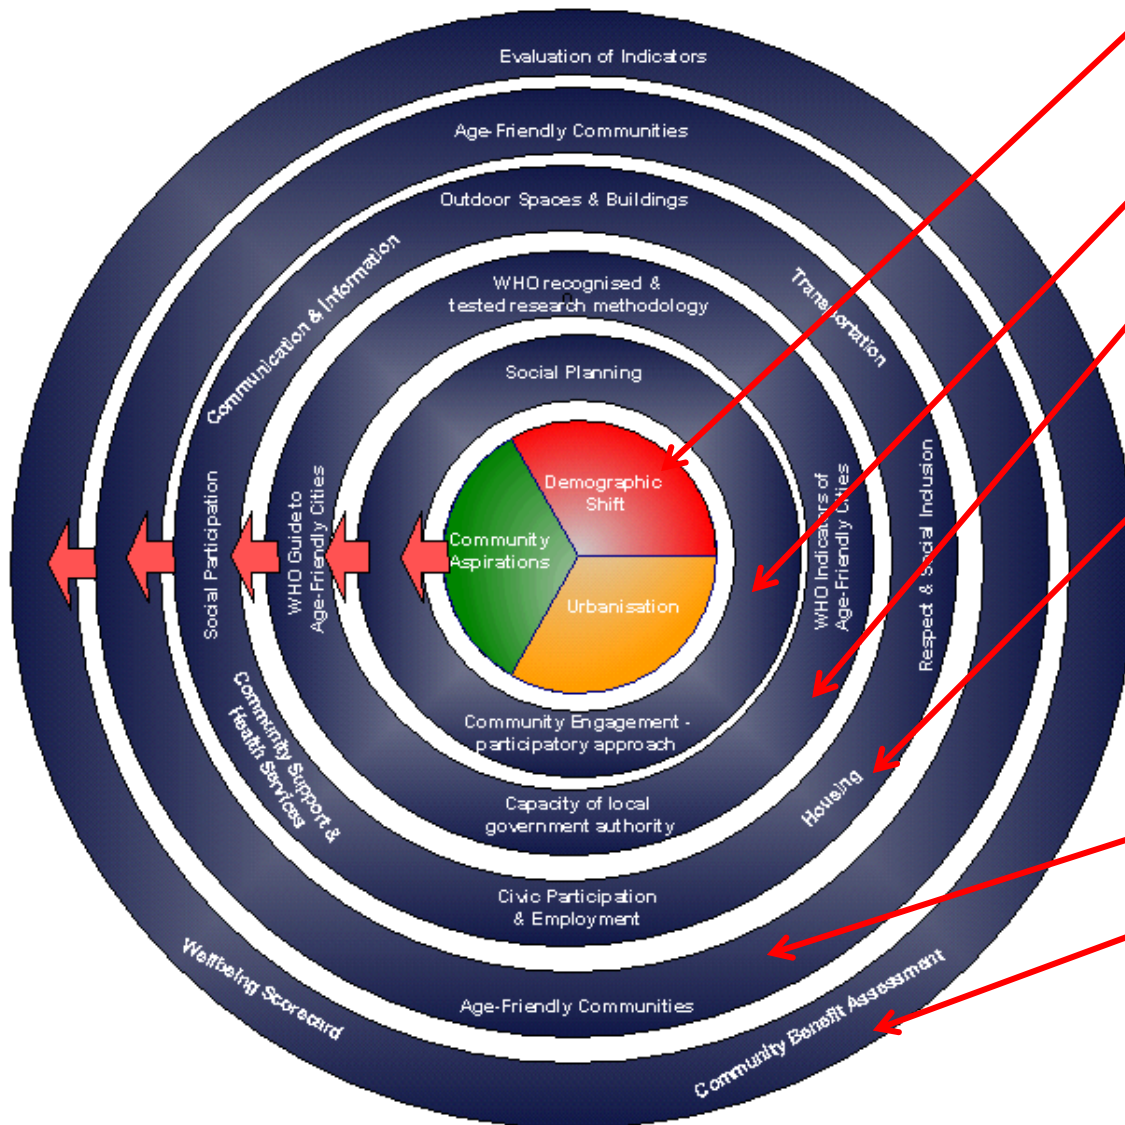 Evaluation of Indicators
Age-Friendly Communities
Outdoor Spaces & Buildings
Communication & Information
Transportation
WHO recognised &
tested research methodology
Social Planning
Demographic
Shift
Community
Aspirations
Urbanisation
Social Participation
WHO Guide to
Age-Friendly Cities
WHO Indicators of
Age-Friendly Cities
Respect & Social Inclusion
Community Engagement -
participatory approach
Community Support &
Health Services
Housing
Capacity of local
government authority
Civic Participation
& Employment
Age-Friendly Communities
Wellbeing Scorecard
Community Benefit Assessment